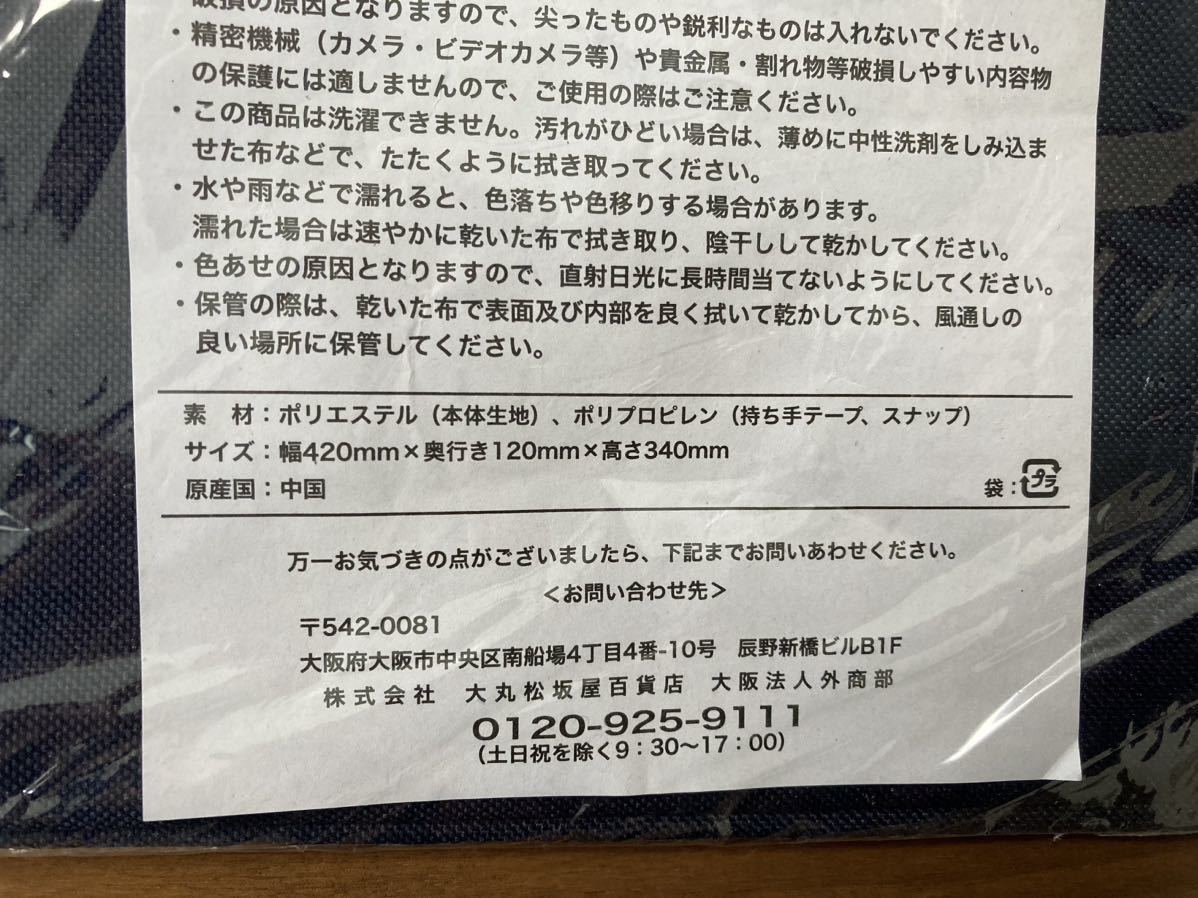 破損の原因となりますので、尖ったものや鋭利なものは入れないでください。
・精密機械（カメラ・ビデオカメラ等）や貴金属・割れ物等破損しやすい内容物
の保護には適しませんので、ご使用の際はご注意ください。
・この商品は洗濯できません。汚れがひどい場合は、薄めに中性洗剤をしみ込ま
せた布などで、たたくように拭き取ってください。
・水や雨などで濡れると、色落ちや色移りする場合があります。
濡れた場合は速やかに乾いた布で拭き取り、陰干しして乾かしてください。
・色あせの原因となりますので、直射日光に長時間当てないようにしてください。
・保管の際は、乾いた布で表面及び内部を良く拭いて乾かしてから、風通しの
良い場所に保管してください。
素　材：ポリエステル（本体生地）、ポリプロピレン（持ち手テープ、スナップ）
サイズ：幅420mm×奥行き120mm×高さ340mm
原産国：中国
袋：プラ
万一お気づきの点がございましたら、下記までお問いあわせください。
＜お問い合わせ先＞
〒542-0081
大阪府大阪市中央区南船場4丁目4番-10号　辰野新橋ビルB1F
株式会社　大丸松坂屋百貨店　大阪法人外商部
0120-925-9111
（土日祝を除く9：30〜17：00）